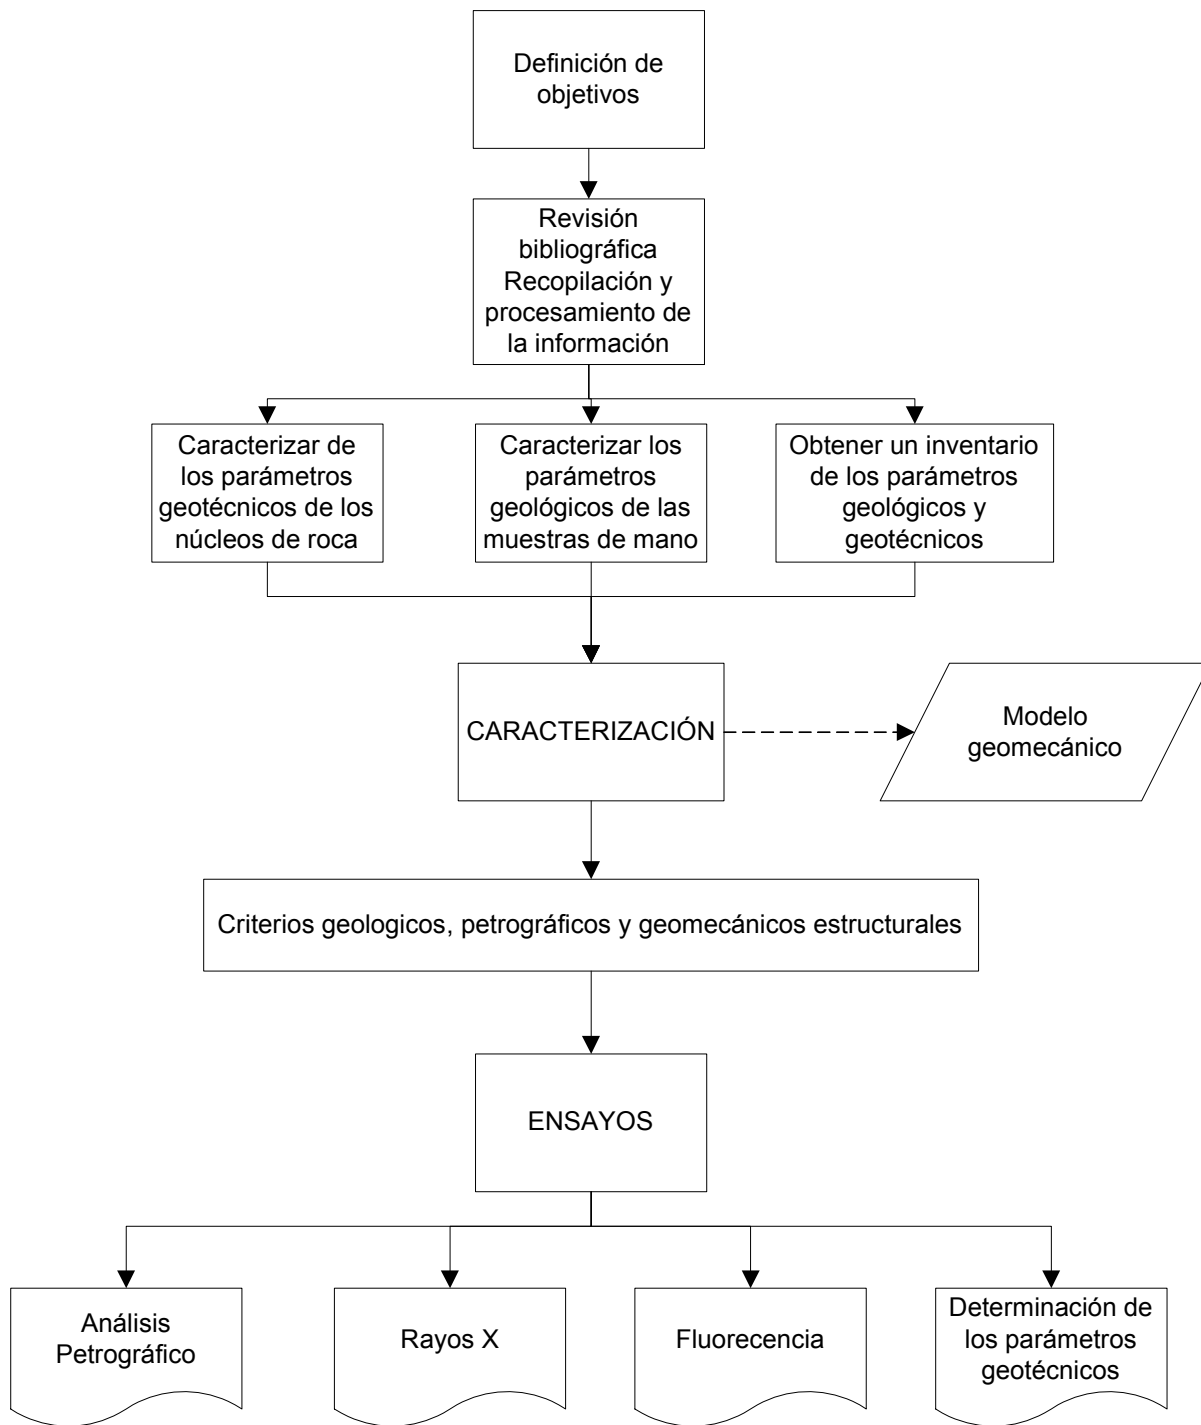 Definición de
objetivos
Revisión
bibliográfica
Recopilación y
procesamiento de
la información
Caracterizar de
los parámetros
geotécnicos de los
núcleos de roca
Caracterizar los
parámetros
geológicos de las
muestras de mano
Obtener un inventario
de los parámetros
geológicos y
geotécnicos
CARACTERIZACIÓN
Modelo
geomecánico
Criterios geologicos, petrográficos y geomecánicos estructurales
ENSAYOS
Análisis
Petrográfico
Rayos X
Fluorecencia
Determinación de
los parámetros
geotécnicos